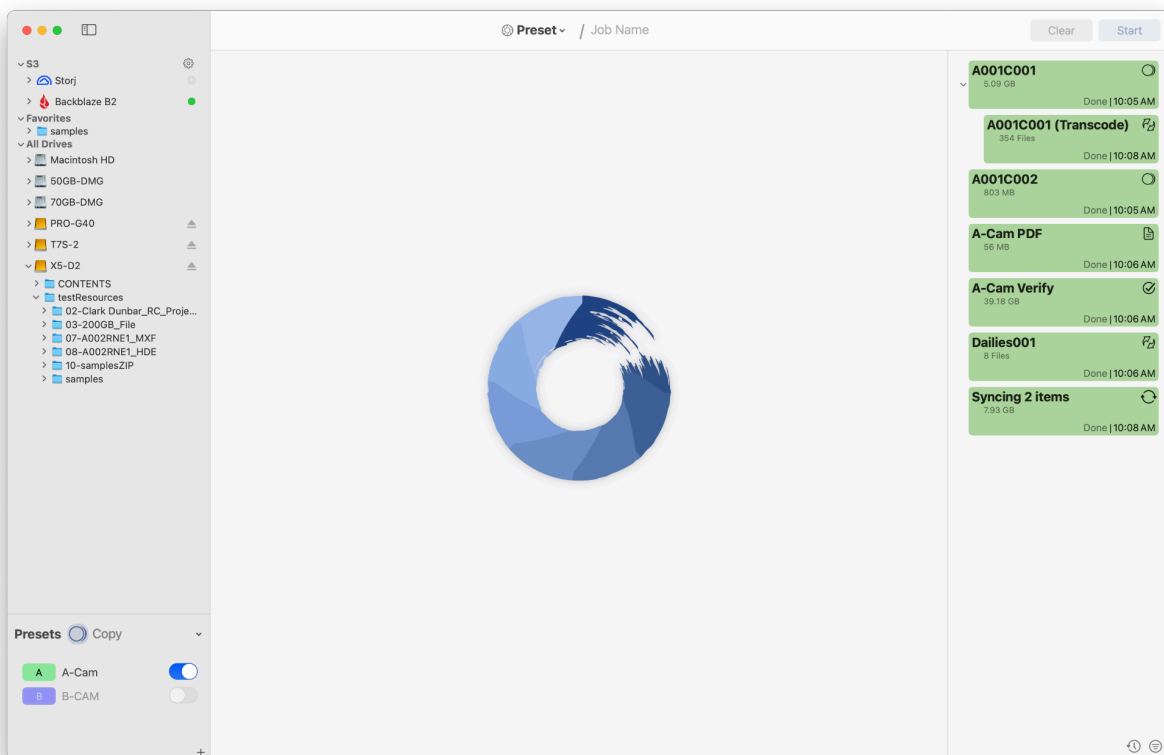 Preset
/ Job Name
Clear
Start
S3
Storj
Backblaze B2
Favorites
samples
All Drives
Macintosh HD
50GB-DMG
70GB-DMG
PRO-G40
T7S-2
X5-D2
CONTENTS
testResources
02-Clark Dunbar_RC_Proje...
03-200GB_File
07-A002RNE1_MXF
08-A002RNE1_HDE
10-samplesZIP
samples
Presets Copy
A A-Cam
B B-CAM
+
A001C001
5.09 GB
Done | 10:05 AM
A001C001 (Transcode)
354 Files
Done | 10:08 AM
A001C002
803 MB
Done | 10:05 AM
A-Cam PDF
56 MB
Done | 10:06 AM
A-Cam Verify
39.18 GB
Done | 10:06 AM
Dailies001
8 Files
Done | 10:06 AM
Syncing 2 items
7.93 GB
Done | 10:08 AM